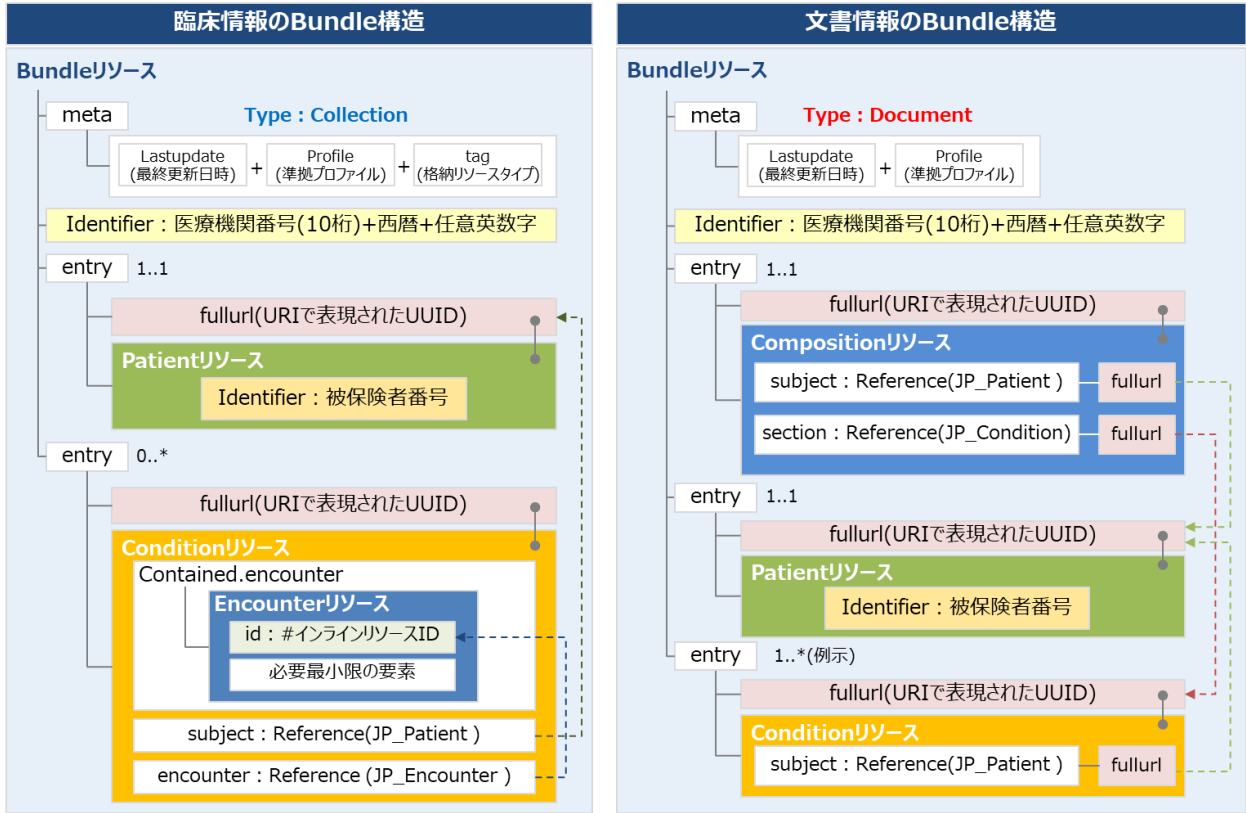 臨床情報のBundle構造
Bundleリソース
meta
Type : Collection
Lastupdate
(最終更新日時)
+
Profile
(準拠プロファイル)
+
tag
(格納リソースタイプ)
Identifier : 医療機関番号(10桁)+西暦+任意英数字
entry 1..1
fullurl(URIで表現されたUUID)
Patientリソース
Identifier : 被保険者番号
entry 0..*
fullurl(URIで表現されたUUID)
Conditionリソース
Contained.encounter
Encounterリソース
id : #インラインリソースID
必要最小限の要素
subject : Reference(JP_Patient )
encounter : Reference (JP_Encounter )
文書情報のBundle構造
Bundleリソース
meta
Type : Document
Lastupdate
(最終更新日時)
+
Profile
(準拠プロファイル)
Identifier : 医療機関番号(10桁)+西暦+任意英数字
entry 1..1
fullurl(URIで表現されたUUID)
Compositionリソース
subject : Reference(JP_Patient ) fullurl
section : Reference(JP_Condition) fullurl
entry 1..1
fullurl(URIで表現されたUUID)
Patientリソース
Identifier : 被保険者番号
entry 1..*(例示)
fullurl(URIで表現されたUUID)
Conditionリソース
subject : Reference(JP_Patient ) fullurl